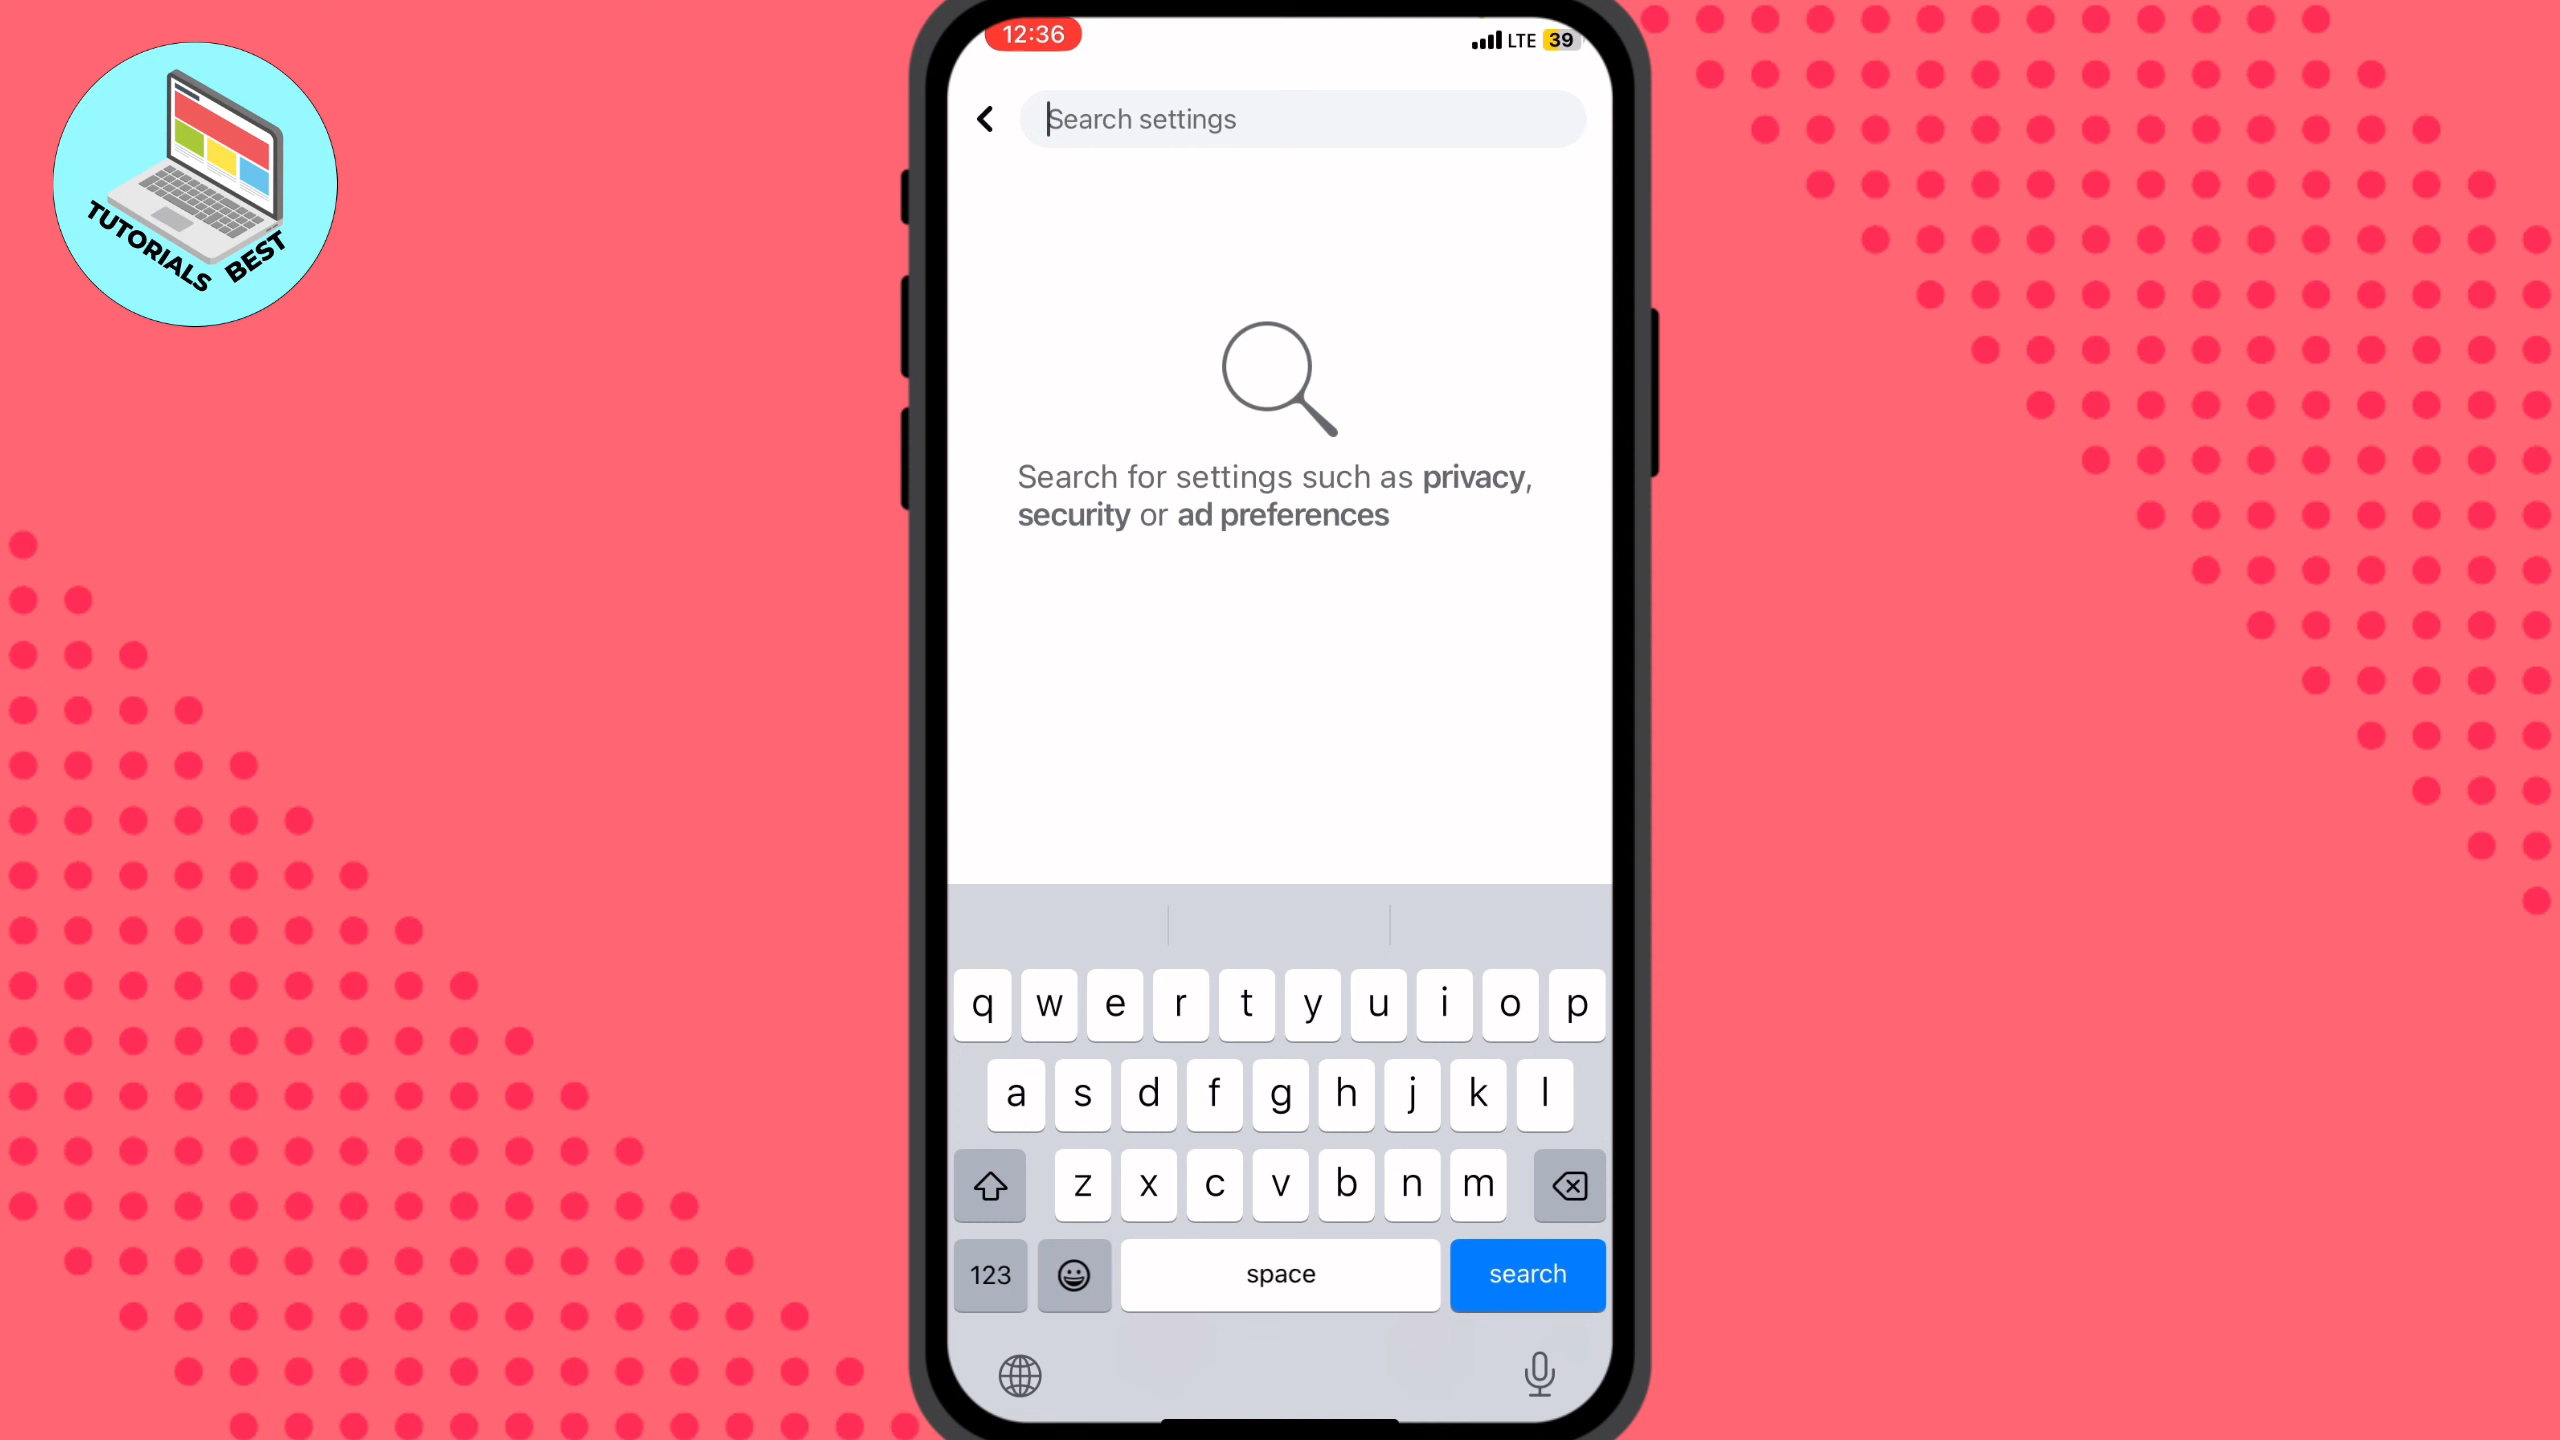 TUTORIALS BEST
12:36
LTE 39
Search settings
Search for settings such as privacy,
security or ad preferences
q w e r t y u i o p
a s d f g h j k l
z x c v b n m
123 space search